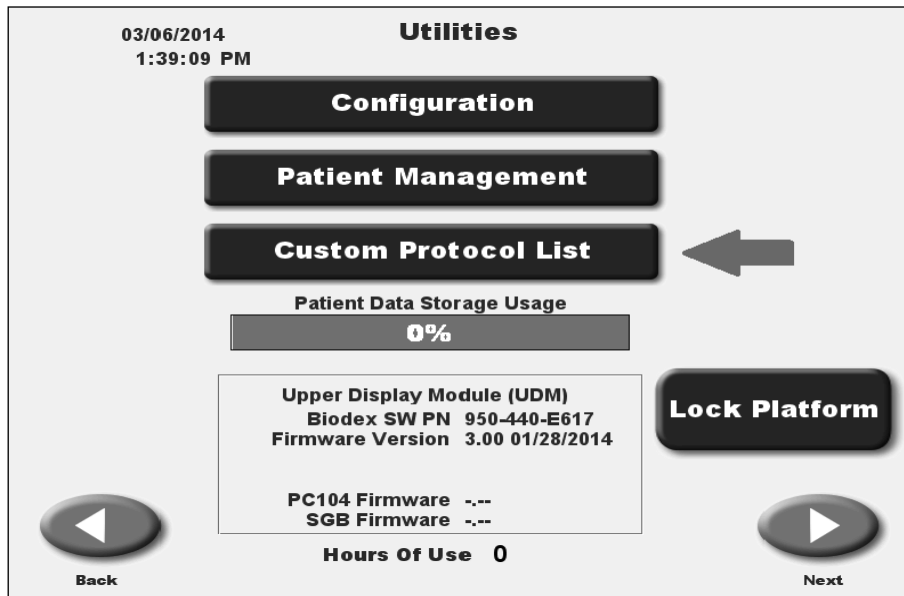 03/06/2014
Utilities
1:39:09 PM
Configuration
Patient Management
Custom Protocol List
Patient Data Storage Usage
0%
Upper Display Module (UDM)
Biodex SW PN 950-440-E617
Firmware Version 3.00 01/28/2014
Lock Platform
PC104 Firmware -.--
SGB Firmware -.--
Hours Of Use 0
Back
Next